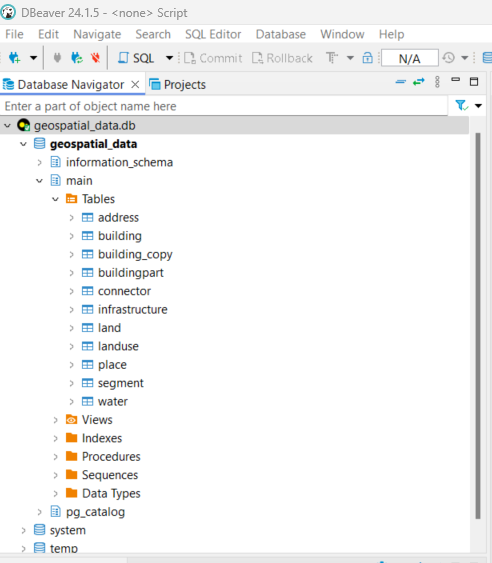 DBeaver 24.1.5 - <none> Script
File Edit Navigate Search SQL Editor Database Window Help
SQL Commit Rollback N/A
Database Navigator Projects
Enter a part of object name here
geospatial_data.db
geospatial_data
information_schema
main
Tables
address
building
building_copy
buildingpart
connector
infrastructure
land
landuse
place
segment
water
Views
Indexes
Procedures
Sequences
Data Types
pg_catalog
system
temp